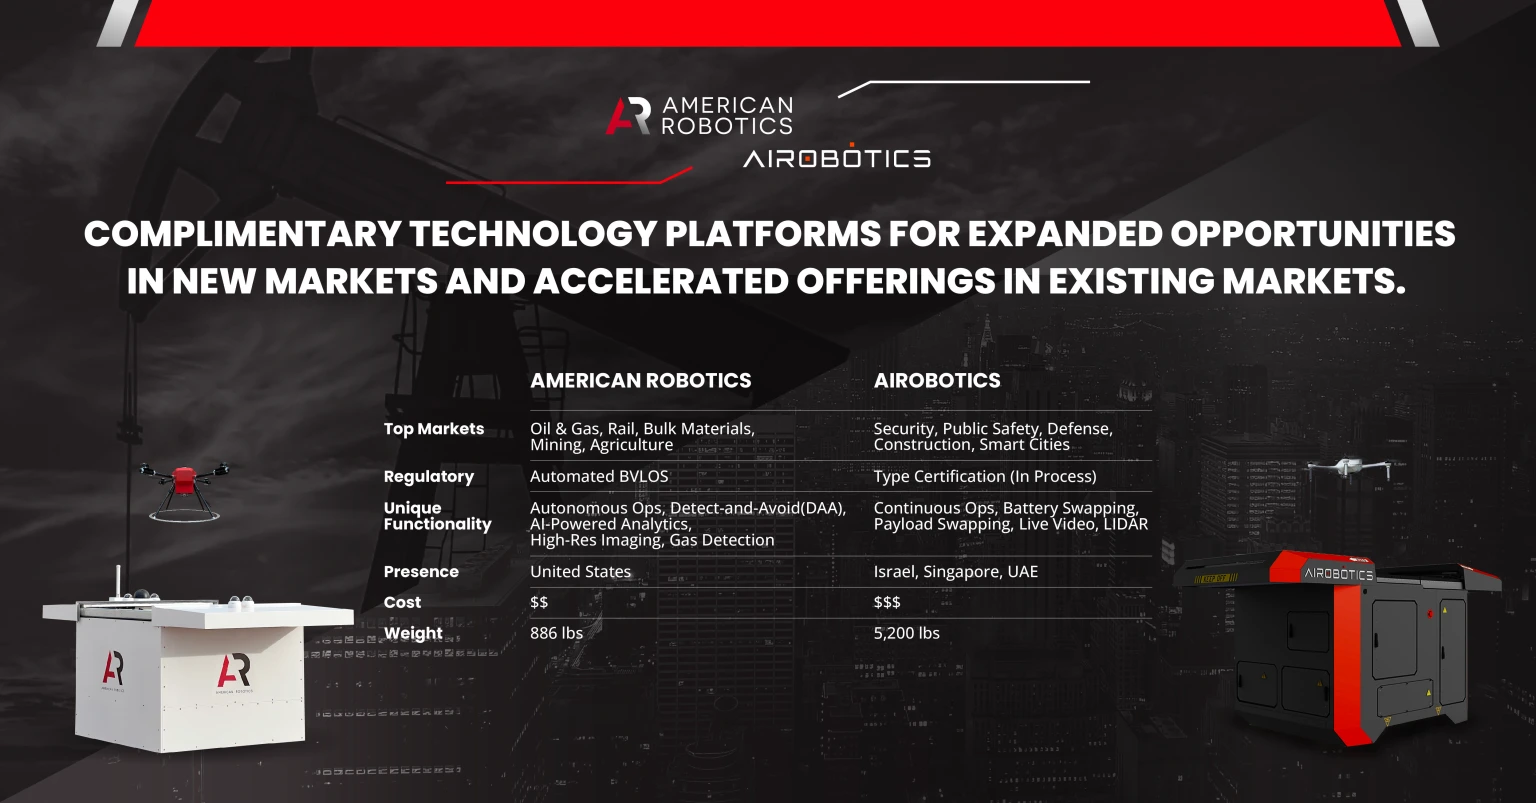 AMERICAN
ROBOTICS
AIROBOTICS
COMPLIMENTARY TECHNOLOGY PLATFORMS FOR EXPANDED OPPORTUNITIES
IN NEW MARKETS AND ACCELERATED OFFERINGS IN EXISTING MARKETS.
AMERICAN ROBOTICS AIROBOTICS
Top Markets Oil & Gas, Rail, Bulk Materials, Security, Public Safety, Defense,
Mining, Agriculture Construction, Smart Cities
Regulatory Automated BVLOS Type Certification (In Process)
Unique Autonomous Ops, Detect-and-Avoid(DAA), Continuous Ops, Battery Swapping,
Functionality AI-Powered Analytics, Payload Swapping, Live Video, LIDAR
High-Res Imaging, Gas Detection
Presence United States Israel, Singapore, UAE
Cost $$ $$$
Weight 886 lbs 5,200 lbs
AR
AR
AMERICAN ROBOTICS
KEEP OFF
AIROBOTICS